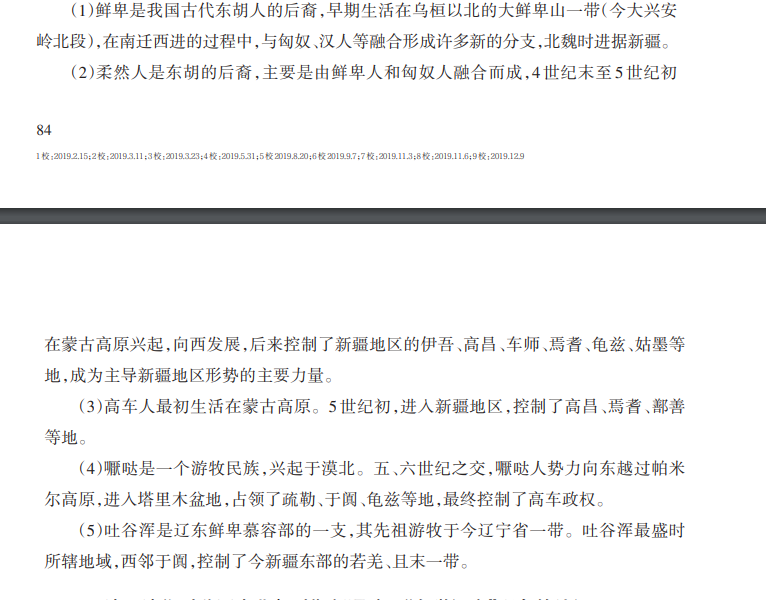 (1)鲜卑是我国古代东胡人的后裔,早期生活在乌桓以北的大鲜卑山一带(今大兴安
岭北段),在南迁西进的过程中,与匈奴、汉人等融合形成许多新的分支,北魏时进据新疆。
(2)柔然人是东胡的后裔,主要是由鲜卑人和匈奴人融合而成,4世纪末至5世纪初
84
1校;2019.2.15;2校;2019.3.11;3校;2019.3.23;4校;2019.5.31;5校2019.8.20;6校2019.9.7;7校;2019.11.3;8校;2019.11.6;9校;2019.12.9
在蒙古高原兴起,向西发展,后来控制了新疆地区的伊吾、高昌、车师、焉耆、龟兹、姑墨等
地,成为主导新疆地区形势的主要力量。
(3)高车人最初生活在蒙古高原。5世纪初,进入新疆地区,控制了高昌、焉耆、鄯善
等地。
(4)嚈哒是一个游牧民族,兴起于漠北。五、六世纪之交,嚈哒人势力向东越过帕米
尔高原,进入塔里木盆地,占领了疏勒、于阗、龟兹等地,最终控制了高车政权。
(5)吐谷浑是辽东鲜卑慕容部的一支,其先祖游牧于今辽宁省一带。吐谷浑最盛时
所辖地域,西邻于阗,控制了今新疆东部的若羌、且末一带。